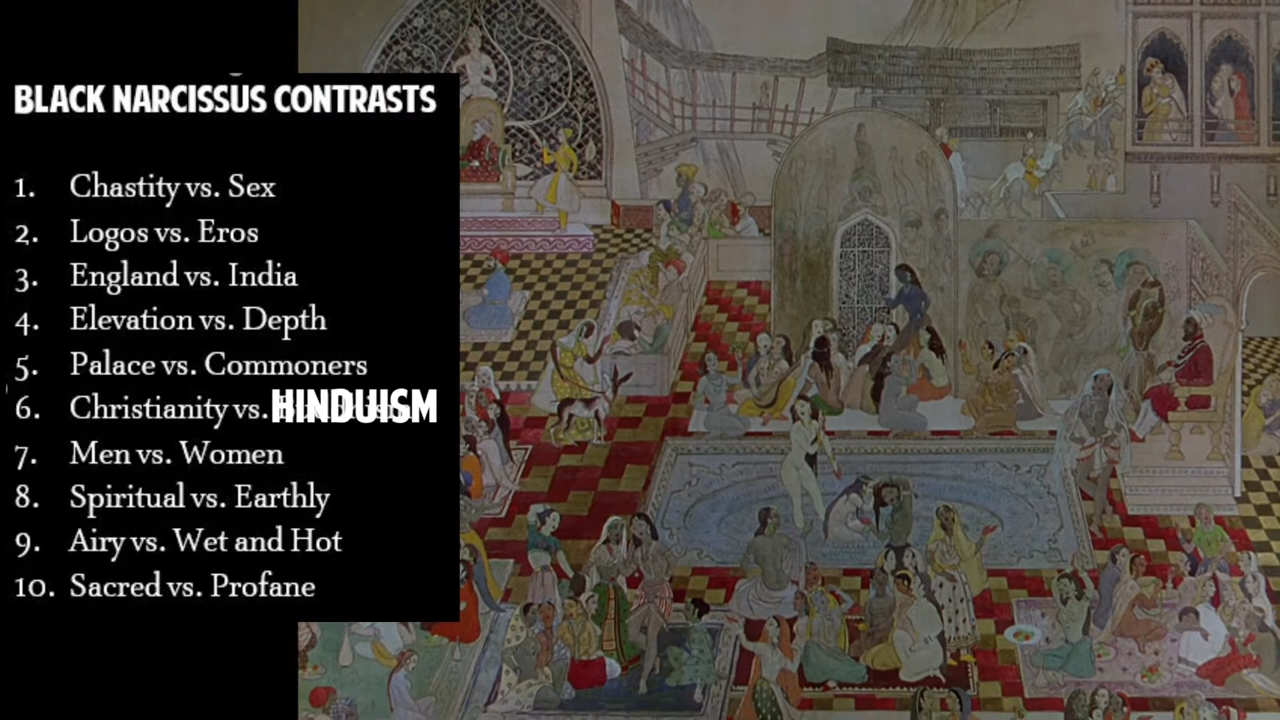 BLACK NARCISSUS CONTRASTS
1. Chastity vs. Sex
2. Logos vs. Eros
3. England vs. India
4. Elevation vs. Depth
5. Palace vs. Commoners
6. Christianity vs. HINDUISM
7. Men vs. Women
8. Spiritual vs. Earthly
9. Airy vs. Wet and Hot
10. Sacred vs. Profane